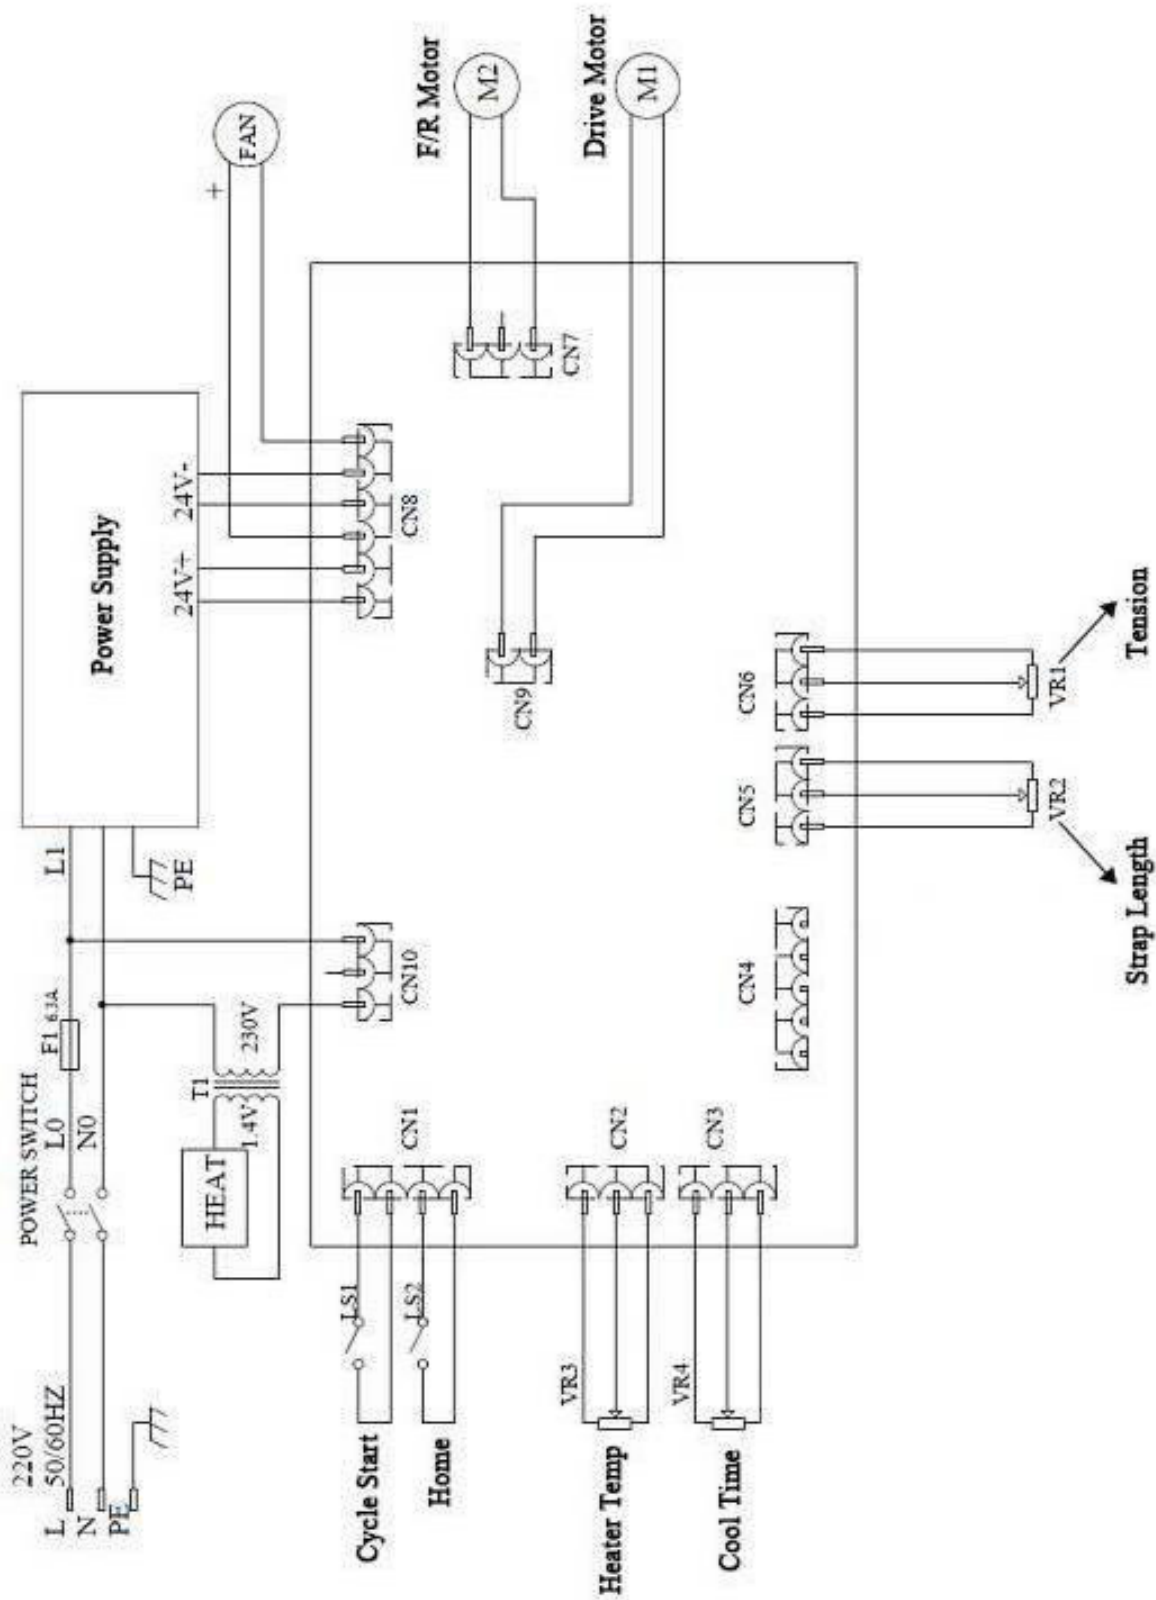 220V
50/60HZ
L
N
PE
POWER SWITCH
L0
N0
F1 6.3A
L1
PE
Power Supply
24V+
24V-
+
FAN
HEAT
T1
1.4V
230V
CN10
CN8
F/R Motor
M2
CN7
Drive Motor
M1
CN9
Cycle Start
LS1
CN1
Home
LS2
Heater Temp
VR3
CN2
Cool Time
VR4
CN3
CN4
CN5
CN6
VR2
VR1
Strap Length
Tension